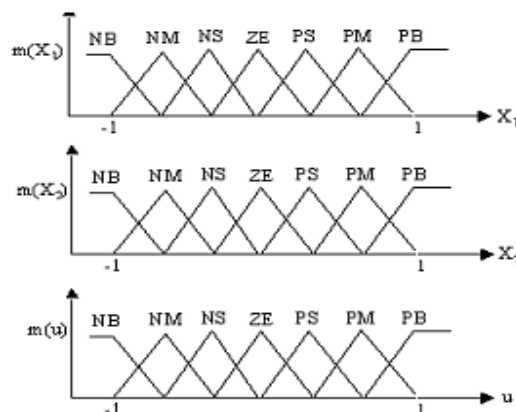 NB NM NS ZE PS PM PB
m(X₁)
-1 1 X₁
NB NM NS ZE PS PM PB
m(X₂)
-1 1 X
NB NM NS ZE PS PM PB
m(u)
-1 1 u